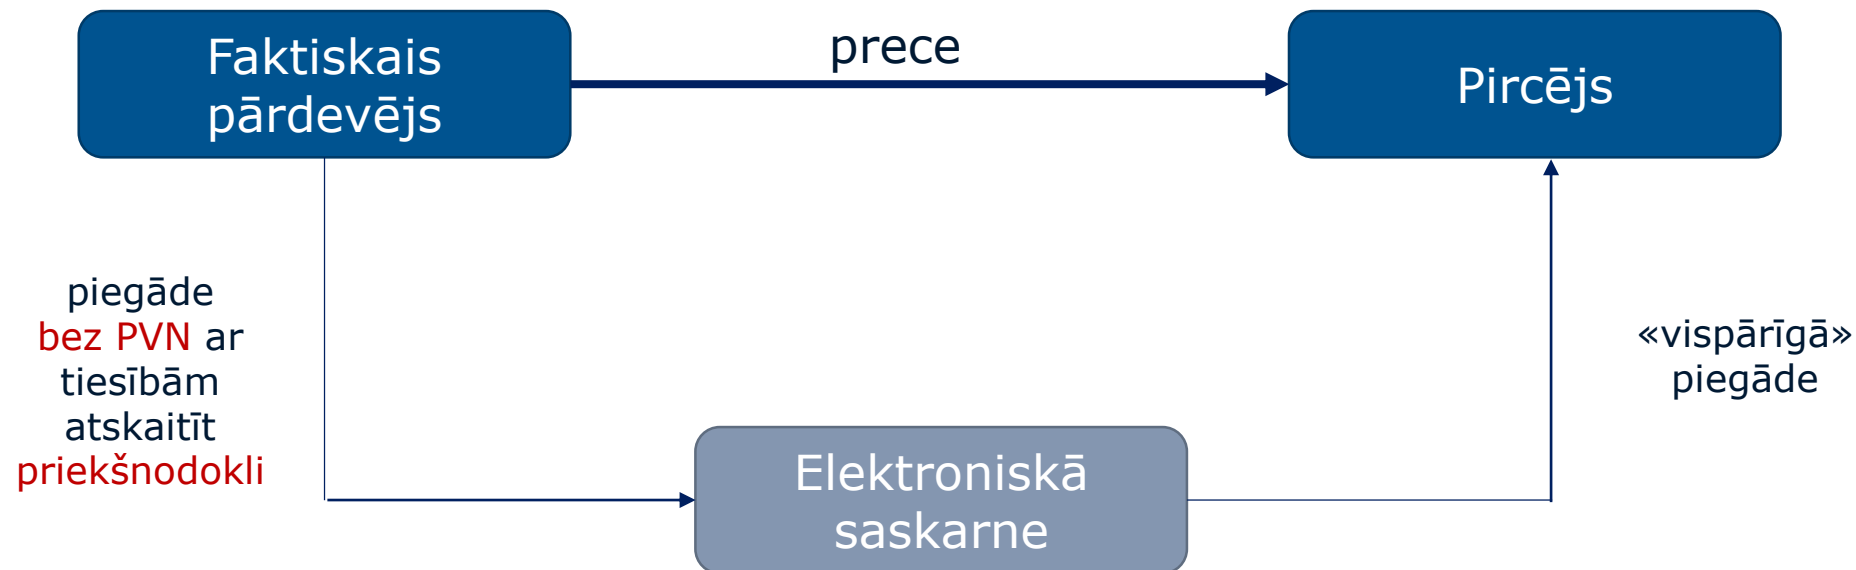 Faktiskais
pārdevējs
prece
Pircējs
piegāde
bez PVN ar
tiesībām
atskaitīt
priekšnodokli
«vispārīgā»
piegāde
Elektroniskā
saskarne